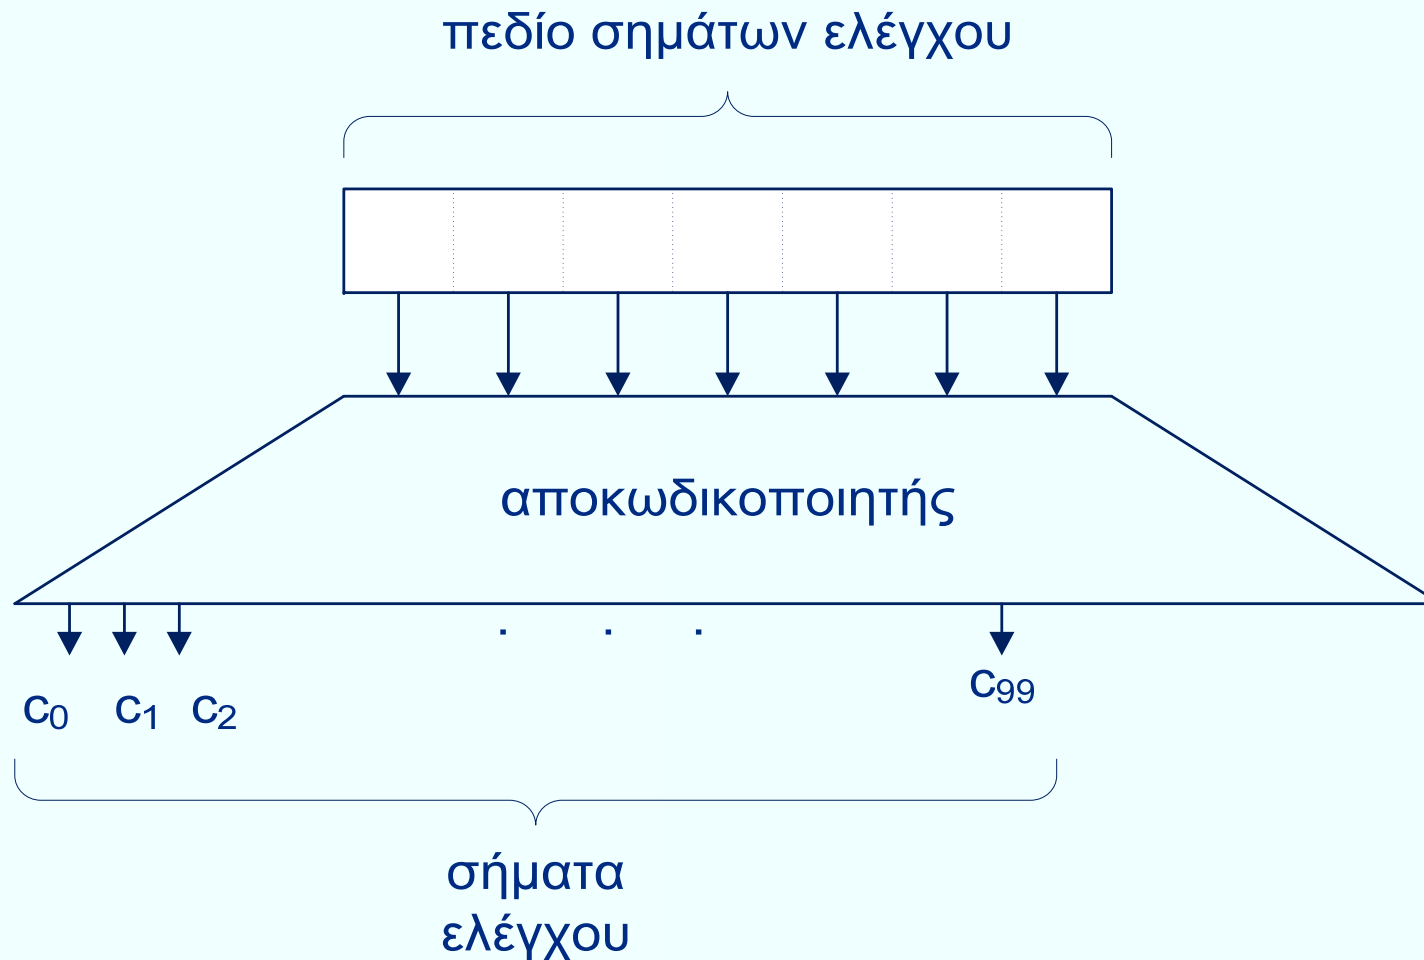 πεδίο σημάτων ελέγχου
αποκωδικοποιητής
. . .
c₀ c₁ c₂ c₉₉
σήματα
ελέγχου